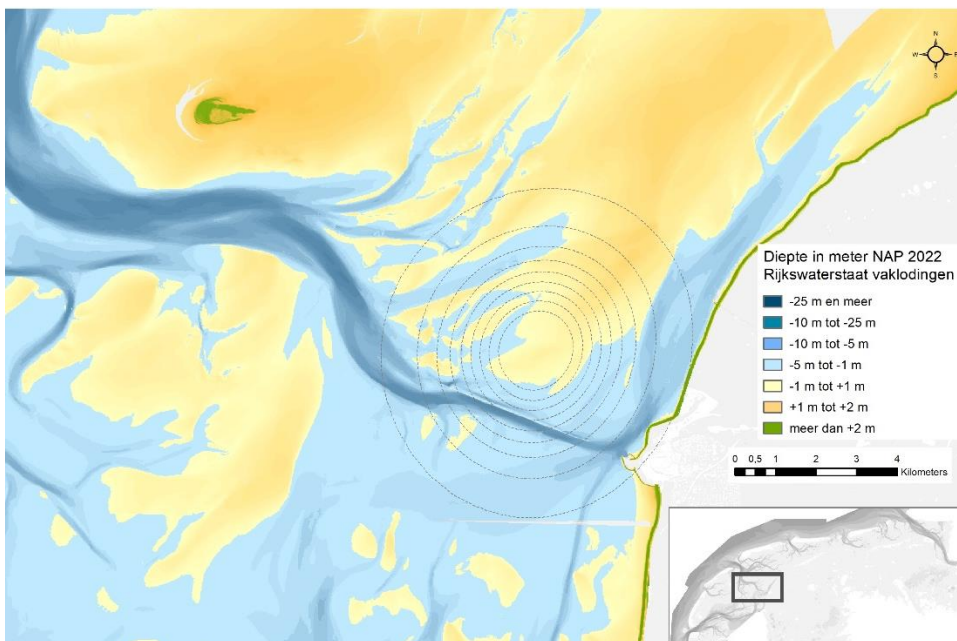 N
W
E
S
Diepte in meter NAP 2022
Rijkswaterstaat vaklodingen
-25 m en meer
-10 m tot -25 m
-10 m tot -5 m
-5 m tot -1 m
-1 m tot +1 m
+1 m tot +2 m
meer dan +2 m
0 0,5 1 2 3 4
Kilometers